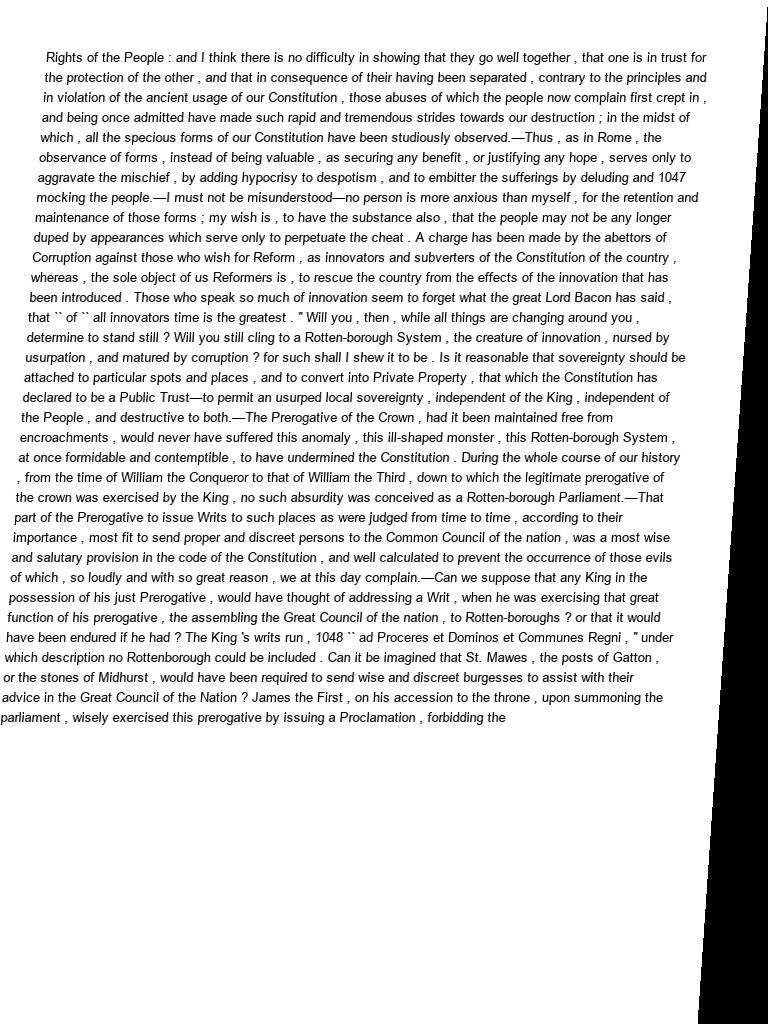 Rights of the People : and I think there is no difficulty in showing that they go well together , that one is in trust for
the protection of the other , and that in consequence of their having been separated , contrary to the principles and
in violation of the ancient usage of our Constitution , those abuses of which the people now complain first crept in ,
and being once admitted have made such rapid and tremendous strides towards our destruction ; in the midst of
which , all the specious forms of our Constitution have been studiously observed.—Thus , as in Rome , the
observance of forms , instead of being valuable , as securing any benefit , or justifying any hope , serves only to
aggravate the mischief , by adding hypocrisy to despotism , and to embitter the sufferings by deluding and 1047
mocking the people.—I must not be misunderstood—no person is more anxious than myself , for the retention and
maintenance of those forms ; my wish is , to have the substance also , that the people may not be any longer
duped by appearances which serve only to perpetuate the cheat . A charge has been made by the abettors of
Corruption against those who wish for Reform , as innovators and subverters of the Constitution of the country ,
whereas , the sole object of us Reformers is , to rescue the country from the effects of the innovation that has
been introduced . Those who speak so much of innovation seem to forget what the great Lord Bacon has said ,
that `` of `` all innovators time is the greatest . " Will you , then , while all things are changing around you ,
determine to stand still ? Will you still cling to a Rotten-borough System , the creature of innovation , nursed by
usurpation , and matured by corruption ? for such shall I shew it to be . Is it reasonable that sovereignty should be
attached to particular spots and places , and to convert into Private Property , that which the Constitution has
declared to be a Public Trust—to permit an usurped local sovereignty , independent of the King , independent of
the People , and destructive to both.—The Prerogative of the Crown , had it been maintained free from
encroachments , would never have suffered this anomaly , this ill-shaped monster , this Rotten-borough System ,
at once formidable and contemptible , to have undermined the Constitution . During the whole course of our history
, from the time of William the Conqueror to that of William the Third , down to which the legitimate prerogative of
the crown was exercised by the King , no such absurdity was conceived as a Rotten-borough Parliament.—That
part of the Prerogative to issue Writs to such places as were judged from time to time , according to their
importance , most fit to send proper and discreet persons to the Common Council of the nation , was a most wise
and salutary provision in the code of the Constitution , and well calculated to prevent the occurrence of those evils
of which , so loudly and with so great reason , we at this day complain.—Can we suppose that any King in the
possession of his just Prerogative , would have thought of addressing a Writ , when he was exercising that great
function of his prerogative , the assembling the Great Council of the nation , to Rotten-boroughs ? or that it would
have been endured if he had ? The King 's writs run , 1048 `` ad Proceres et Dominos et Communes Regni , " under
which description no Rottenborough could be included . Can it be imagined that St. Mawes , the posts of Gatton ,
or the stones of Midhurst , would have been required to send wise and discreet burgesses to assist with their
advice in the Great Council of the Nation ? James the First , on his accession to the throne , upon summoning the
parliament , wisely exercised this prerogative by issuing a Proclamation , forbidding the